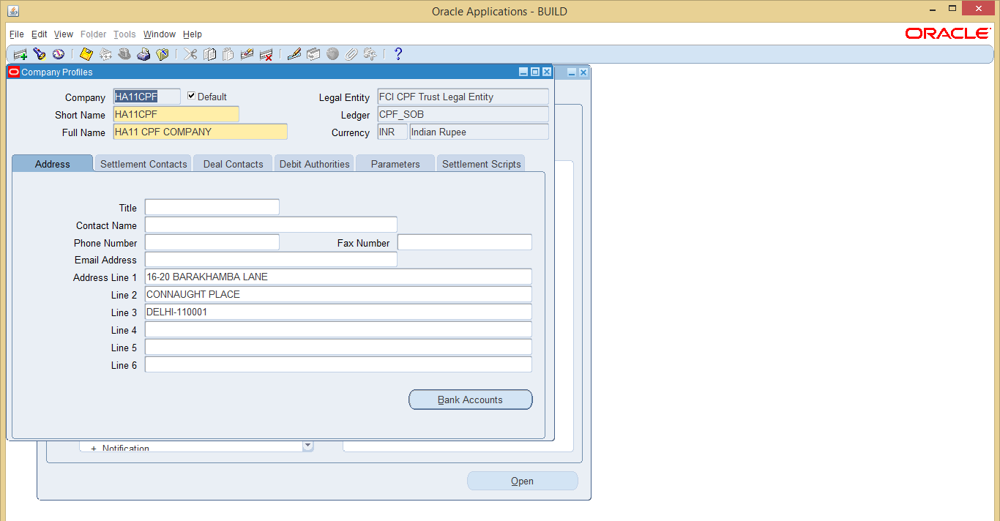 Oracle Applications - BUILD
File Edit View Folder Tools Window Help
ORACLE
Company Profiles
Company HA11CPF Default Legal Entity FCI CPF Trust Legal Entity
Short Name HA11CPF Ledger CPF_SOB
Full Name HA11 CPF COMPANY Currency INR Indian Rupee
Address Settlement Contacts Deal Contacts Debit Authorities Parameters Settlement Scripts
Title
Contact Name
Phone Number Fax Number
Email Address
Address Line 1 16-20 BARAKHAMBA LANE
Line 2 CONNAUGHT PLACE
Line 3 DELHI-110001
Line 4
Line 5
Line 6
Bank Accounts
+ Notification
Open